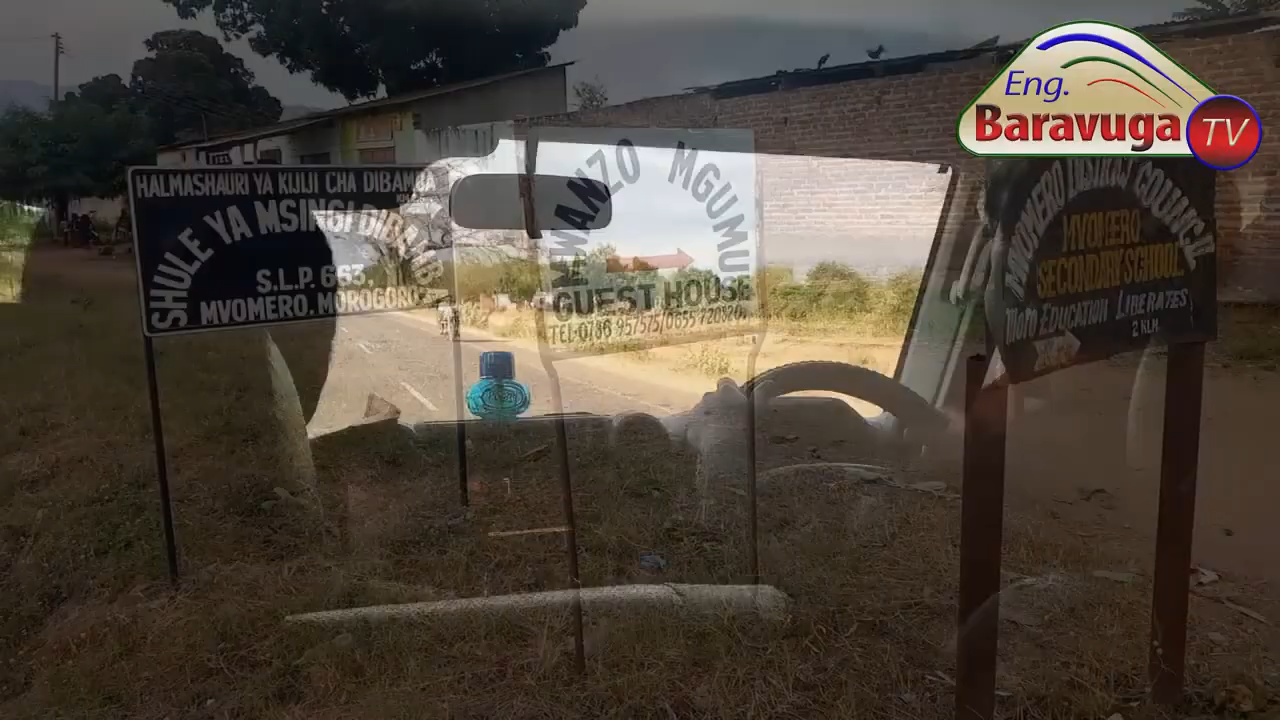 Eng.
Baravuga TV
HALMASHAURI YA KIJIJI CHA DIBAMBA
SHULE YA MSINGI DIBAMBA
S.L.P. 663,
MVOMERO, MOROGORO
MWANZO MGUMU
GUEST HOUSE
TEL:0786 957575/0655 720820
MVOMERO DISTRICT COUNCIL
MVOMERO
SECONDARY SCHOOL
Moto EDUCATION LIBERATES
2 KLM